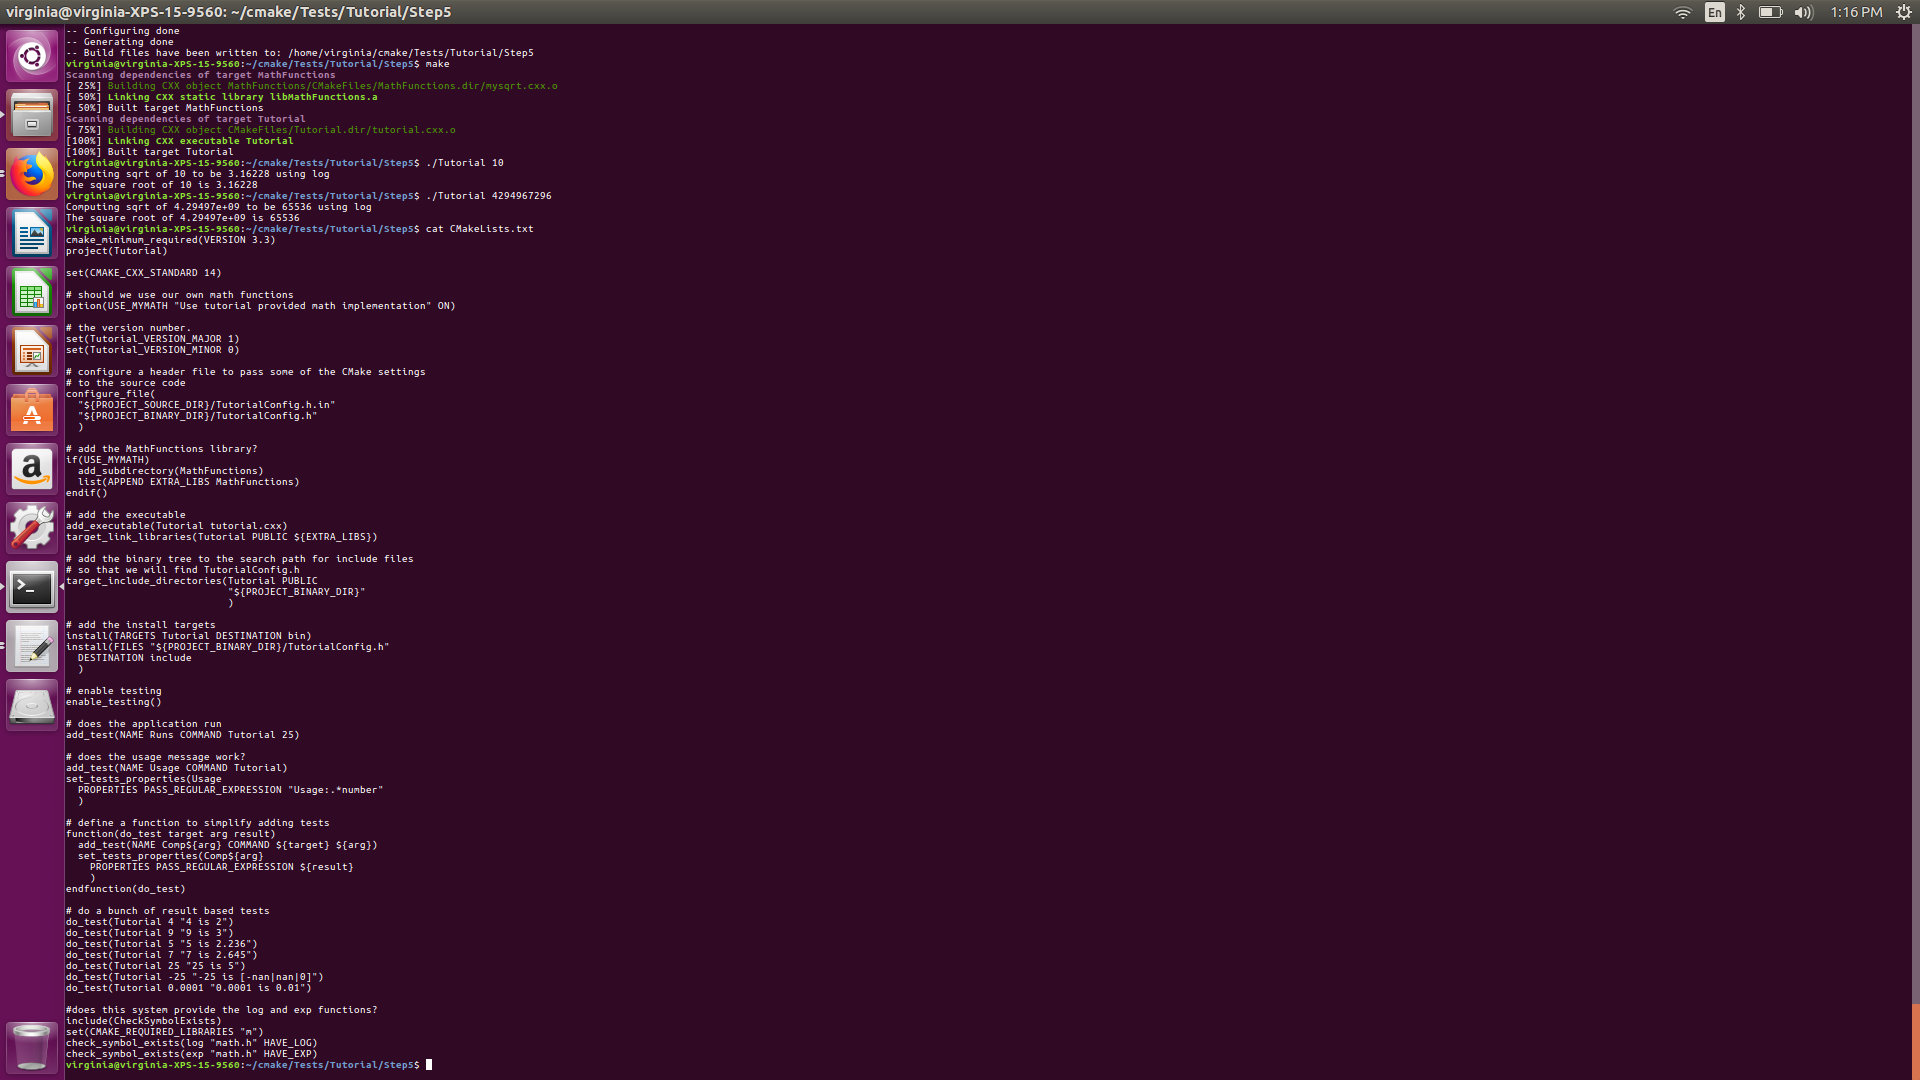 virginia@virginia-XPS-15-9560: ~/cmake/Tests/Tutorial/Step5
En
1:16 PM
-- Configuring done
-- Generating done
-- Build files have been written to: /home/virginia/cmake/Tests/Tutorial/Step5
virginia@virginia-XPS-15-9560:~/cmake/Tests/Tutorial/Step5$ make
Scanning dependencies of target MathFunctions
[ 25%] Building CXX object MathFunctions/CMakeFiles/MathFunctions.dir/mysqrt.cxx.o
[ 50%] Linking CXX static library libMathFunctions.a
[ 50%] Built target MathFunctions
Scanning dependencies of target Tutorial
[ 75%] Building CXX object CMakeFiles/Tutorial.dir/tutorial.cxx.o
[100%] Linking CXX executable Tutorial
[100%] Built target Tutorial
virginia@virginia-XPS-15-9560:~/cmake/Tests/Tutorial/Step5$ ./Tutorial 10
Computing sqrt of 10 to be 3.16228 using log
The square root of 10 is 3.16228
virginia@virginia-XPS-15-9560:~/cmake/Tests/Tutorial/Step5$ ./Tutorial 4294967296
Computing sqrt of 4.29497e+09 to be 65536 using log
The square root of 4.29497e+09 is 65536
virginia@virginia-XPS-15-9560:~/cmake/Tests/Tutorial/Step5$ cat CMakeLists.txt
cmake_minimum_required(VERSION 3.3)
project(Tutorial)

set(CMAKE_CXX_STANDARD 14)

# should we use our own math functions
option(USE_MYMATH "Use tutorial provided math implementation" ON)

# the version number.
set(Tutorial_VERSION_MAJOR 1)
set(Tutorial_VERSION_MINOR 0)

# configure a header file to pass some of the CMake settings
# to the source code
configure_file(
  "${PROJECT_SOURCE_DIR}/TutorialConfig.h.in"
  "${PROJECT_BINARY_DIR}/TutorialConfig.h"
  )

# add the MathFunctions library?
if(USE_MYMATH)
  add_subdirectory(MathFunctions)
  list(APPEND EXTRA_LIBS MathFunctions)
endif()

# add the executable
add_executable(Tutorial tutorial.cxx)
target_link_libraries(Tutorial PUBLIC ${EXTRA_LIBS})

# add the binary tree to the search path for include files
# so that we will find TutorialConfig.h
target_include_directories(Tutorial PUBLIC
                           "${PROJECT_BINARY_DIR}"
                           )

# add the install targets
install(TARGETS Tutorial DESTINATION bin)
install(FILES "${PROJECT_BINARY_DIR}/TutorialConfig.h"
  DESTINATION include
  )

# enable testing
enable_testing()

# does the application run
add_test(NAME Runs COMMAND Tutorial 25)

# does the usage message work?
add_test(NAME Usage COMMAND Tutorial)
set_tests_properties(Usage
  PROPERTIES PASS_REGULAR_EXPRESSION "Usage:.*number"
  )

# define a function to simplify adding tests
function(do_test target arg result)
  add_test(NAME Comp${arg} COMMAND ${target} ${arg})
  set_tests_properties(Comp${arg}
    PROPERTIES PASS_REGULAR_EXPRESSION ${result}
    )
endfunction(do_test)

# do a bunch of result based tests
do_test(Tutorial 4 "4 is 2")
do_test(Tutorial 9 "9 is 3")
do_test(Tutorial 5 "5 is 2.236")
do_test(Tutorial 7 "7 is 2.645")
do_test(Tutorial 25 "25 is 5")
do_test(Tutorial -25 "-25 is [-nan|nan|0]")
do_test(Tutorial 0.0001 "0.0001 is 0.01")

#does this system provide the log and exp functions?
include(CheckSymbolExists)
set(CMAKE_REQUIRED_LIBRARIES "m")
check_symbol_exists(log "math.h" HAVE_LOG)
check_symbol_exists(exp "math.h" HAVE_EXP)
virginia@virginia-XPS-15-9560:~/cmake/Tests/Tutorial/Step5$